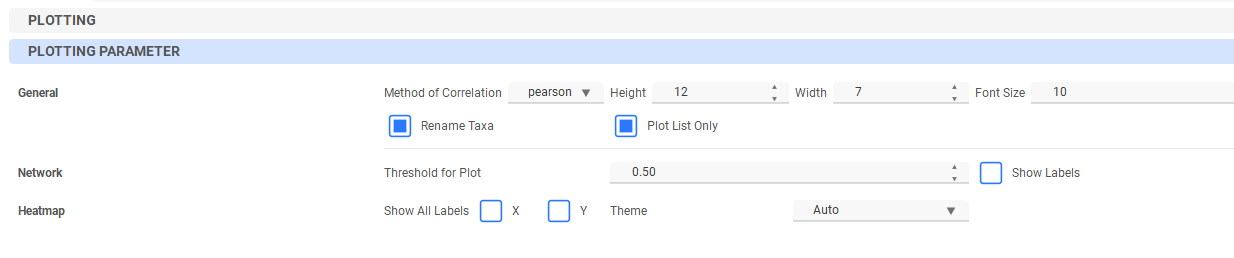 PLOTTING
PLOTTING PARAMETER
General Method of Correlation pearson Height 12 Width 7 Font Size 10
Rename Taxa Plot List Only
Network Threshold for Plot 0.50 Show Labels
Heatmap Show All Labels X Y Theme Auto